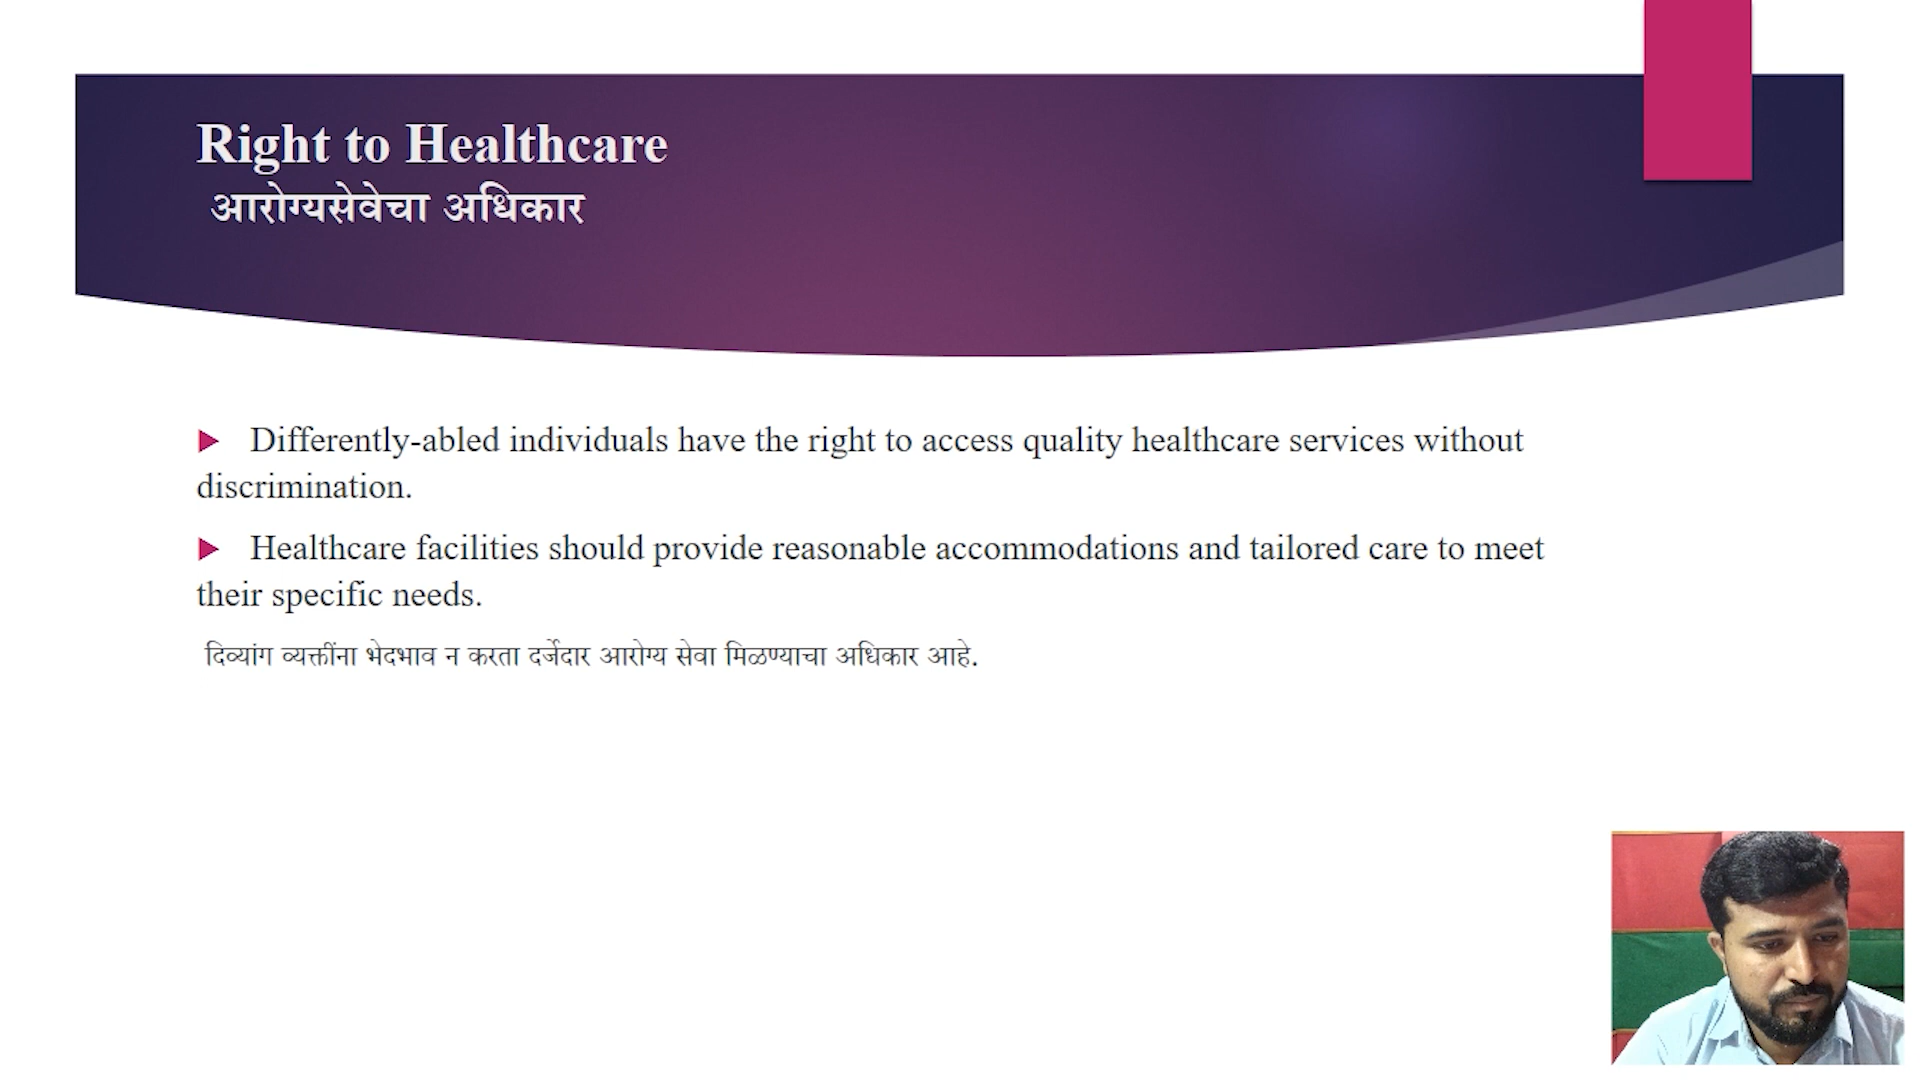 Right to Healthcare
आरोग्यसेवेचा अधिकार
Differently-abled individuals have the right to access quality healthcare services without
discrimination.
Healthcare facilities should provide reasonable accommodations and tailored care to meet
their specific needs.
दिव्यांग व्यक्तींना भेदभाव न करता दर्जेदार आरोग्य सेवा मिळण्याचा अधिकार आहे.